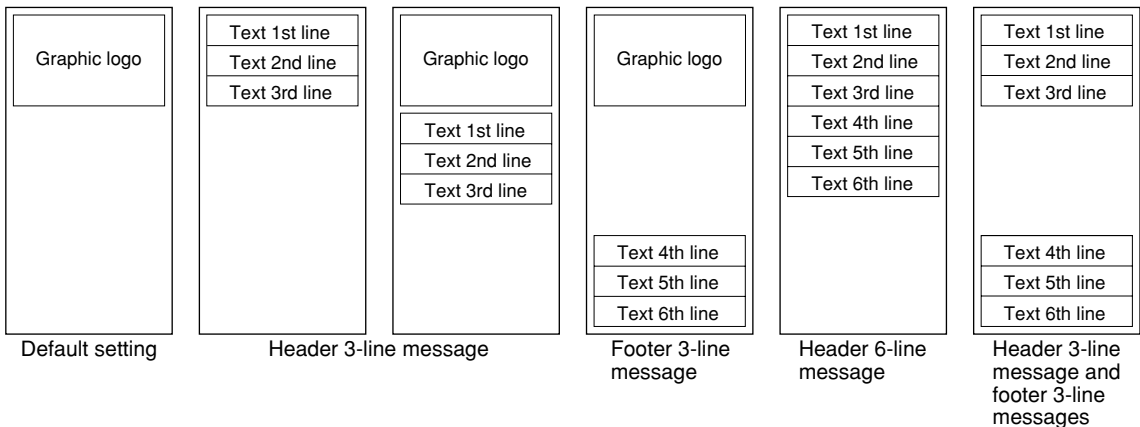 Graphic logo
Default setting
Text 1st line
Text 2nd line
Text 3rd line
Graphic logo
Text 1st line
Text 2nd line
Text 3rd line
Header 3-line message
Graphic logo
Text 4th line
Text 5th line
Text 6th line
Footer 3-line
message
Text 1st line
Text 2nd line
Text 3rd line
Text 4th line
Text 5th line
Text 6th line
Header 6-line
message
Text 1st line
Text 2nd line
Text 3rd line
Text 4th line
Text 5th line
Text 6th line
Header 3-line
message and
footer 3-line
messages